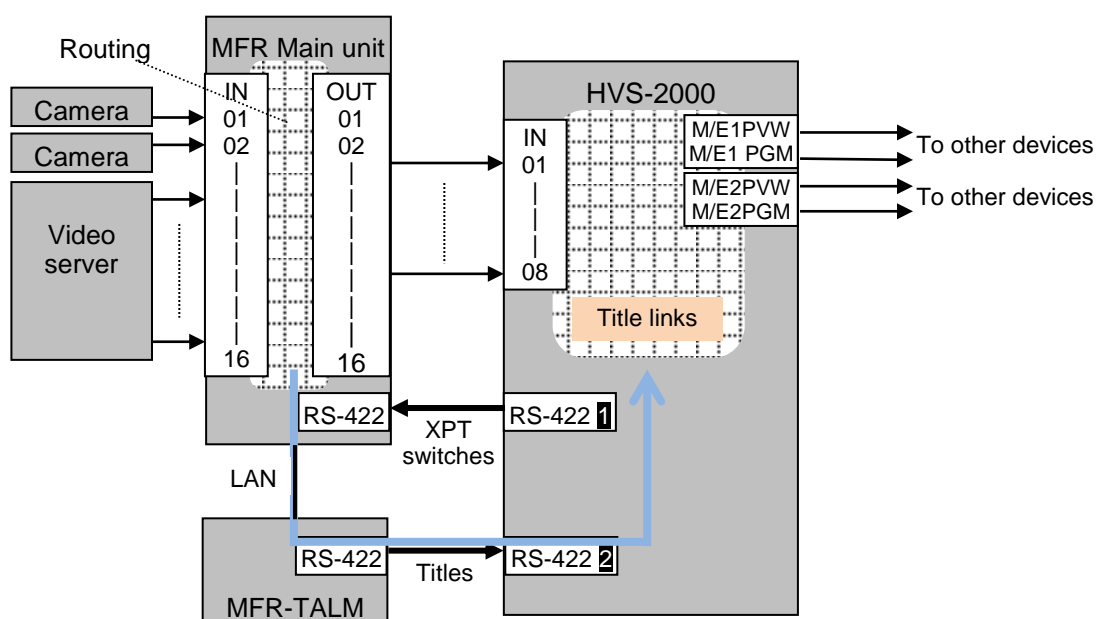 Routing
MFR Main unit
IN
01
02
16
OUT
01
02
16
Camera
Camera
Video
server
HVS-2000
IN
01
08
M/E1PVW
M/E1 PGM
M/E2PVW
M/E2PGM
To other devices
To other devices
Title links
RS-422
XPT
switches
RS-422 1
LAN
RS-422
Titles
RS-422 2
MFR-TALM